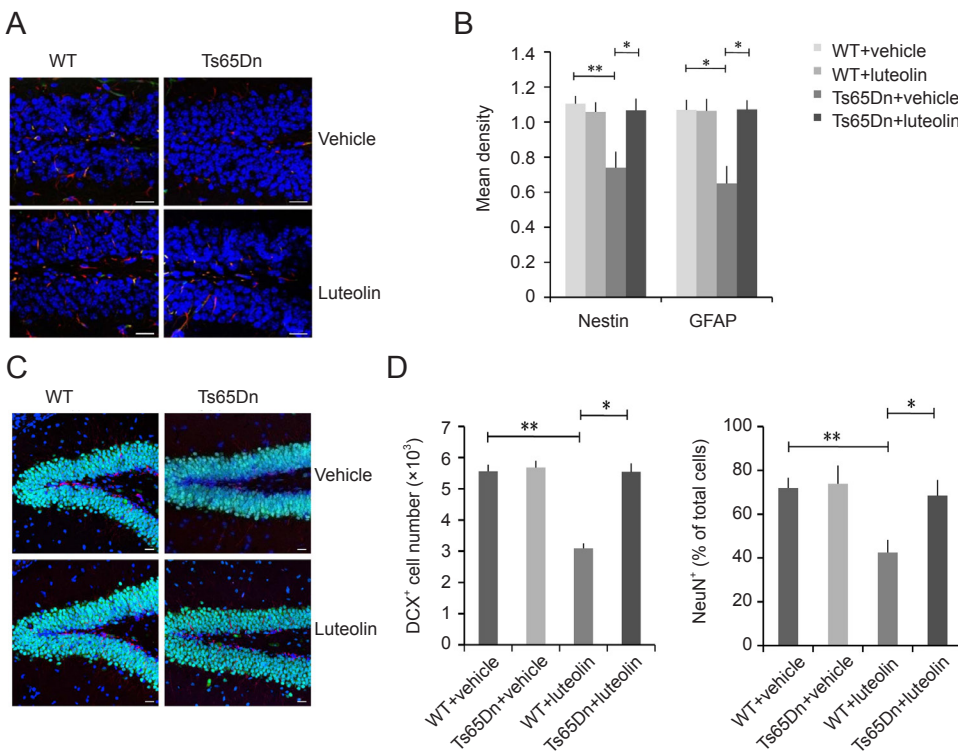 A
WT
Ts65Dn
Vehicle
Luteolin
B
Mean density
1.4
1.2
1.0
0.8
0.6
0.4
0.2
0
**
*
*
*
Nestin
GFAP
WT+vehicle
WT+luteolin
Ts65Dn+vehicle
Ts65Dn+luteolin
C
WT
Ts65Dn
Vehicle
Luteolin
D
DCX⁺ cell number (×10³)
7
6
5
4
3
2
1
0
**
*
WT+vehicle
Ts65Dn+vehicle
WT+luteolin
Ts65Dn+luteolin
NeuN⁺ (% of total cells)
100
80
60
40
20
0
**
*
WT+vehicle
Ts65Dn+vehicle
WT+luteolin
Ts65Dn+luteolin